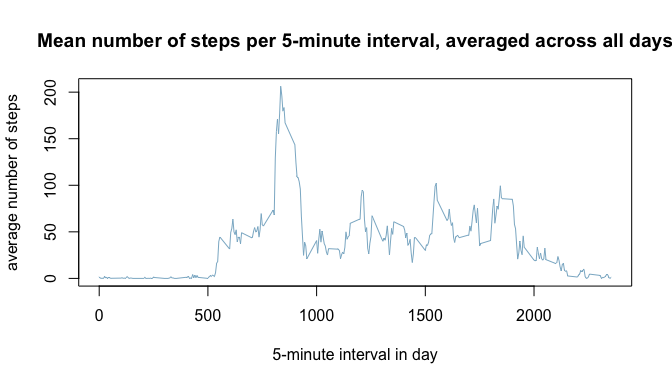 Mean number of steps per 5-minute interval, averaged across all days
average number of steps
200
150
100
50
0
0 500 1000 1500 2000
5-minute interval in day